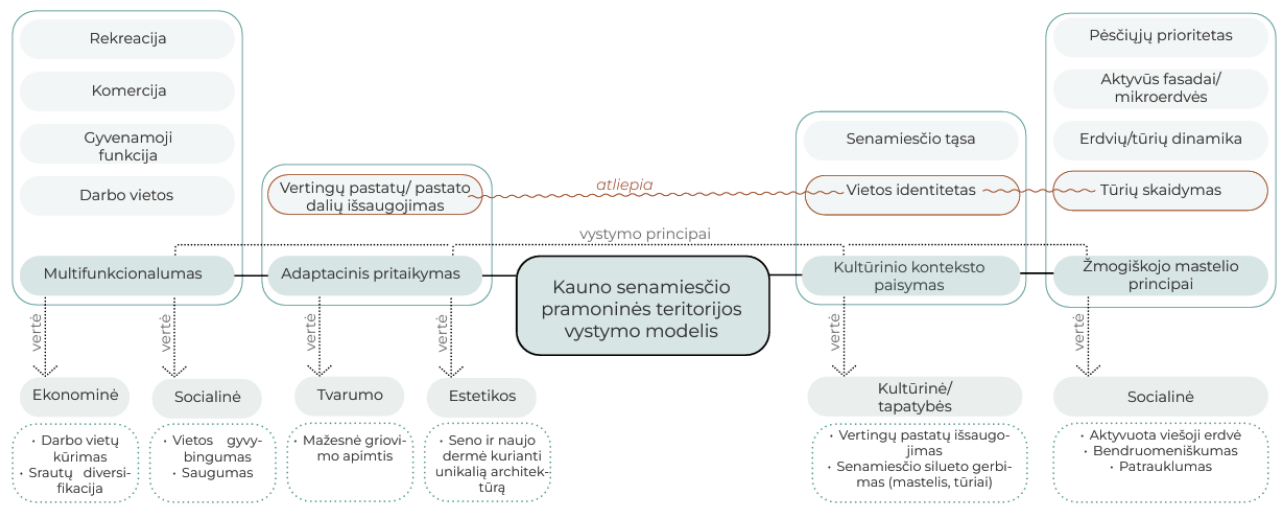 Rekreacija
Komercija
Gyvenamoji
funkcija
Darbo vietos
Multifunkcionalumas
Vertingų pastatų/ pastato
dalių išsaugojimas
Adaptacinis pritaikymas
atliepia
vystymo principai
Kauno senamiesčio
pramoninės teritorijos
vystymo modelis
Senamiesčio tąsa
Vietos identitetas
Kultūrinio konteksto
paisymas
Pėsčiųjų prioritetas
Aktyvūs fasadai/
mikroerdvės
Erdvių/tūrių dinamika
Tūrių skaidymas
Žmogiškojo mastelio
principai
vertė
vertė
vertė
vertė
vertė
vertė
Ekonominė
• Darbo vietų
kūrimas
• Srautų diversi-
fikacija
Socialinė
• Vietos gyvy-
bingumas
• Saugumas
Tvarumo
• Mažesnė griovi-
mo apimtis
Estetikos
• Seno ir naujo
dermė kurianti
unikalią architek-
tūrą
Kultūrinė/
tapatybės
• Vertingų pastatų išsaugo-
jimas
• Senamiesčio silueto gerbi-
mas (mastelis, tūriai)
Socialinė
• Aktyvuota viešoji erdvė
• Bendruomeniškumas
• Patrauklumas